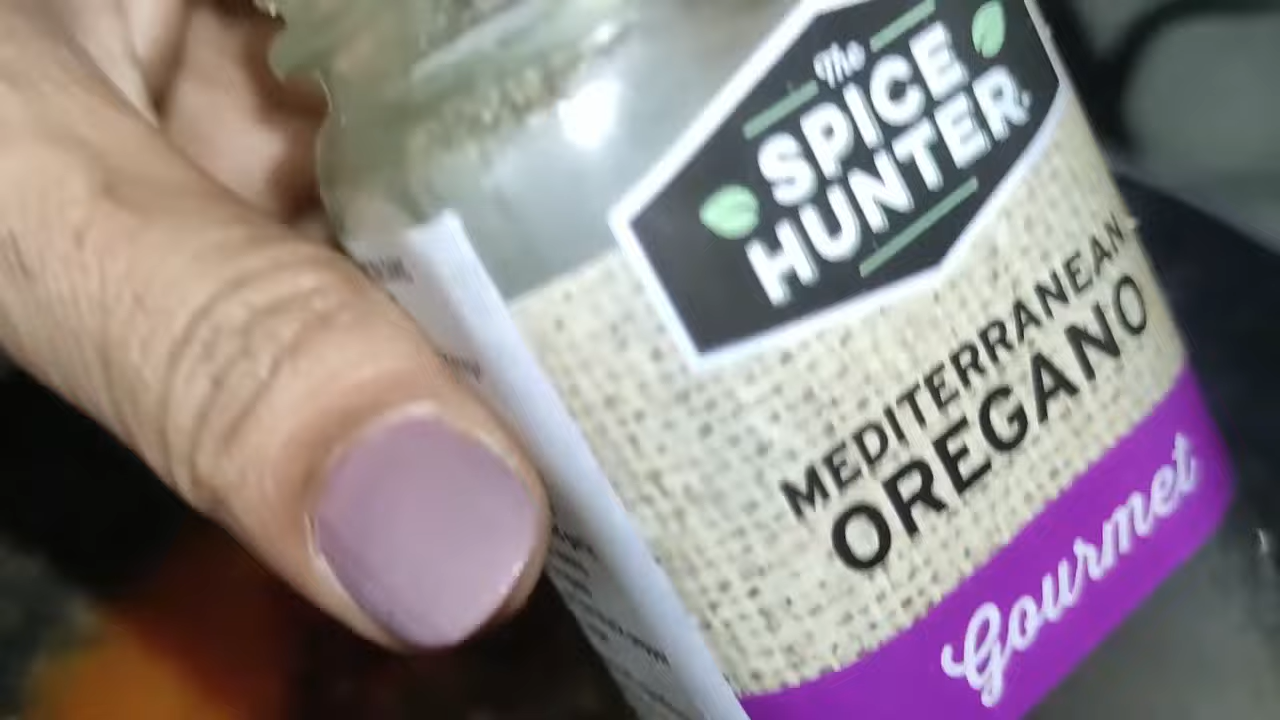 The
SPICE
HUNTER
MEDITERRANEAN
OREGANO
Gourmet